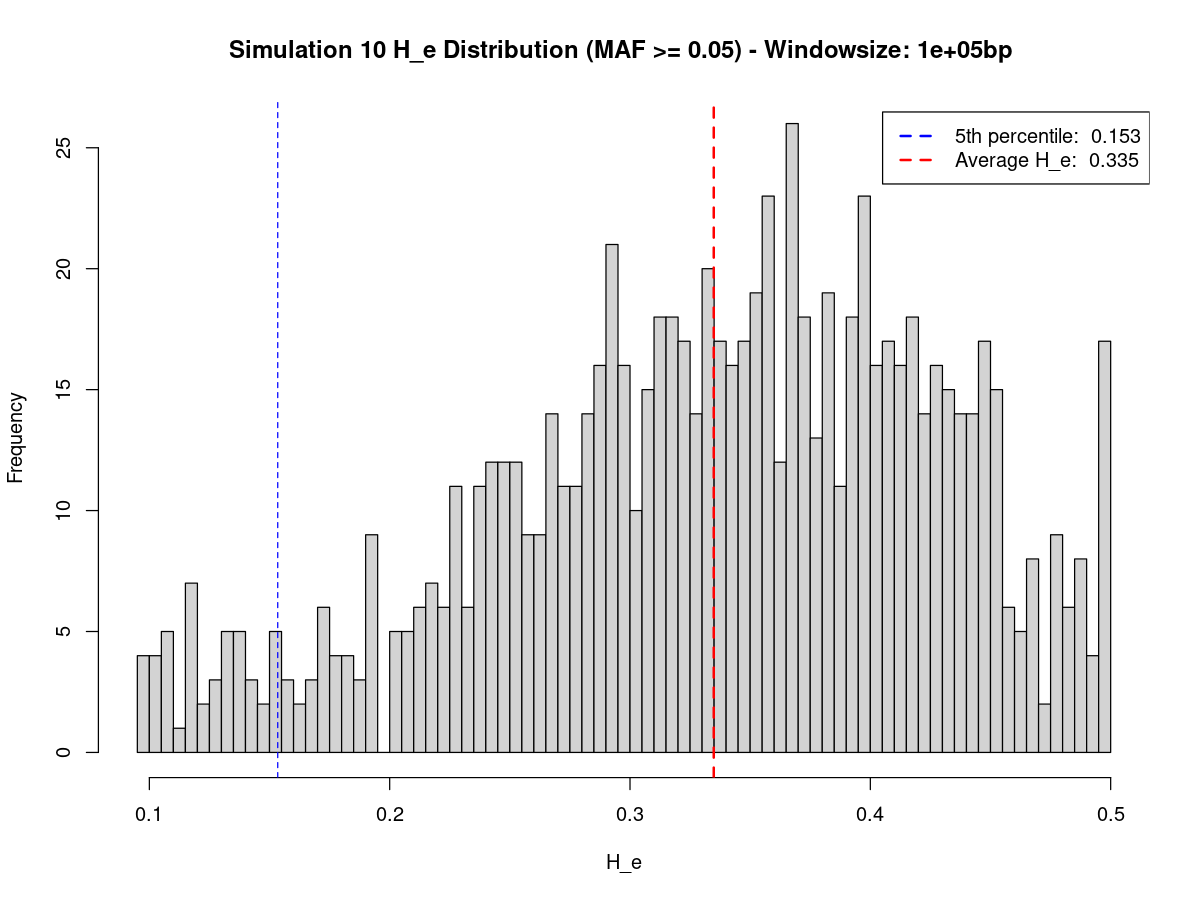 Simulation 10 H_e Distribution (MAF >= 0.05) - Windowsize: 1e+05bp
5th percentile:  0.153
Average H_e:  0.335
Frequency
25
20
15
10
5
0
0.1 0.2 0.3 0.4 0.5
H_e